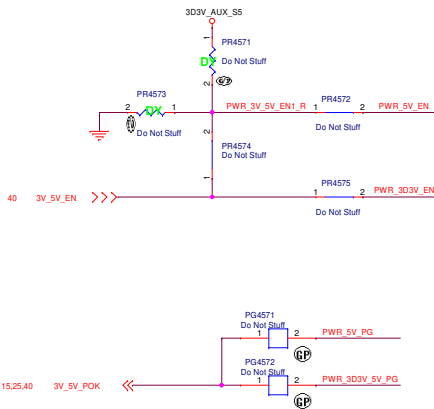 3D3V_AUX_S5
1
PR4571
DY Do Not Stuff
2 GP
PR4573
2 DY 1 PWR_3V_5V_EN1_R 1 PR4572 2 PWR_5V_EN
Do Not Stuff
Do Not Stuff
2
PR4574
Do Not Stuff
1
PR4575
40 3V_5V_EN 1 2 PWR_3D3V_EN
Do Not Stuff
PG4571
Do Not Stuff
1 2 PWR_5V_PG
GP
PG4572
Do Not Stuff
15,25,40 3V_5V_POK 1 2 PWR_3D3V_5V_PG
GP